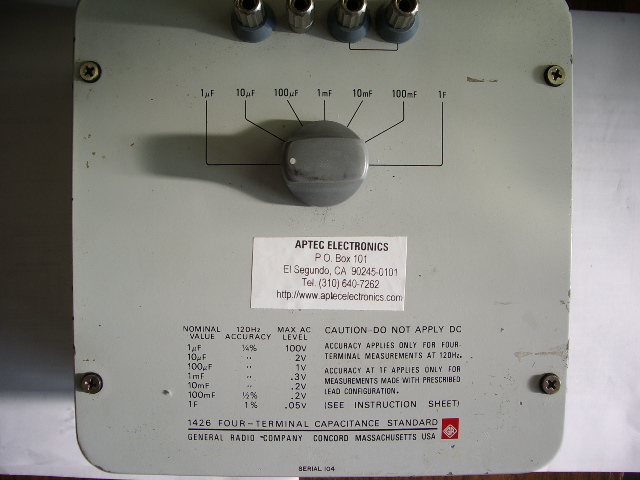 1µF 10µF 100µF 1mF 10mF 100mF 1F
APTEC ELECTRONICS
P O. Box 101
El Segundo, CA 90245-0101
Tel. (310) 640-7262
http://www.aptecelectronics.com
NOMINAL VALUE 120Hz ACCURACY MAX AC LEVEL
1µF ¼% 100V
10µF " 2V
100µF " 1V
1mF " .3V
10mF " .2V
100mF ½% .2V
1F 1% .05V
CAUTION-DO NOT APPLY DC
ACCURACY APPLIES ONLY FOR FOUR-
TERMINAL MEASUREMENTS AT 120Hz.
ACCURACY AT 1F APPLIES ONLY FOR
MEASUREMENTS MADE WITH PRESCRIBED
LEAD CONFIGURATION.
(SEE INSTRUCTION SHEET)
1426 FOUR-TERMINAL CAPACITANCE STANDARD
GENERAL RADIO COMPANY CONCORD MASSACHUSETTS USA
SERIAL 104